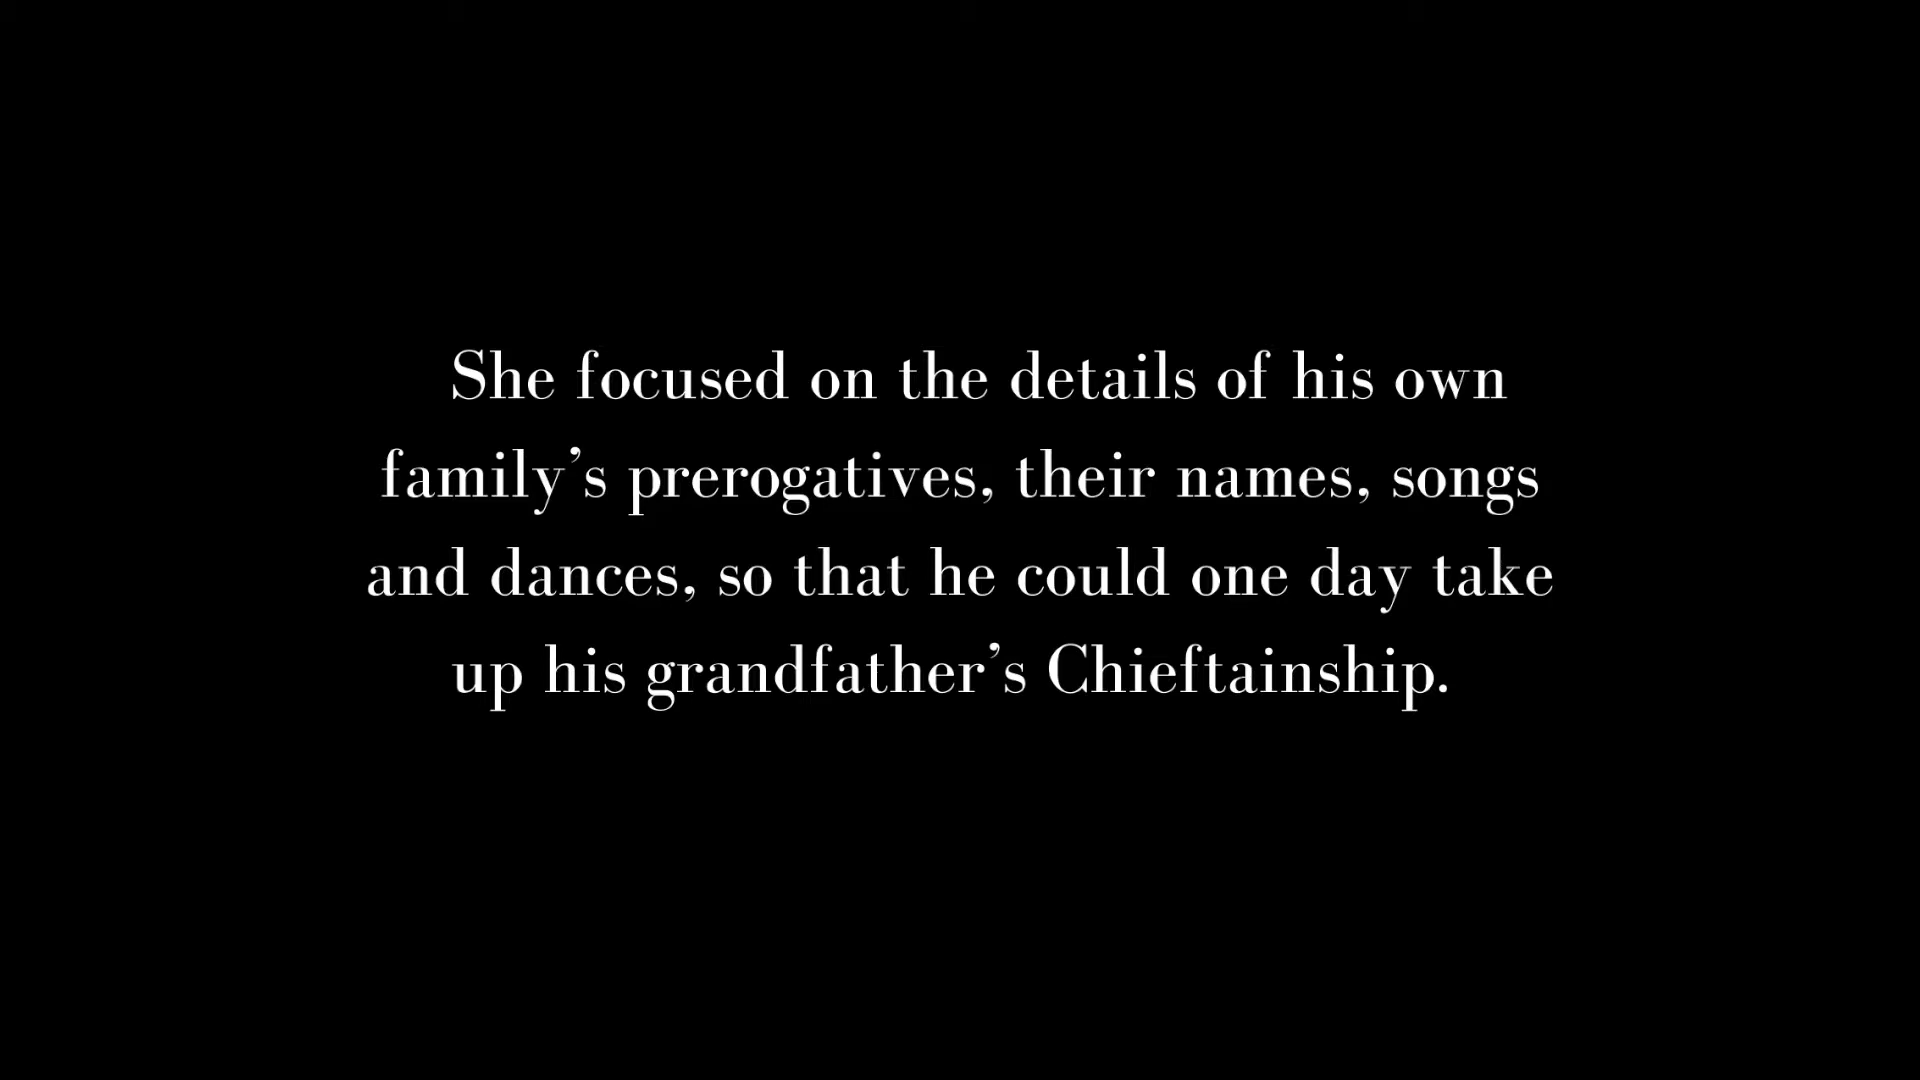 She focused on the details of his own
family’s prerogatives, their names, songs
and dances, so that he could one day take
up his grandfather’s Chieftainship.